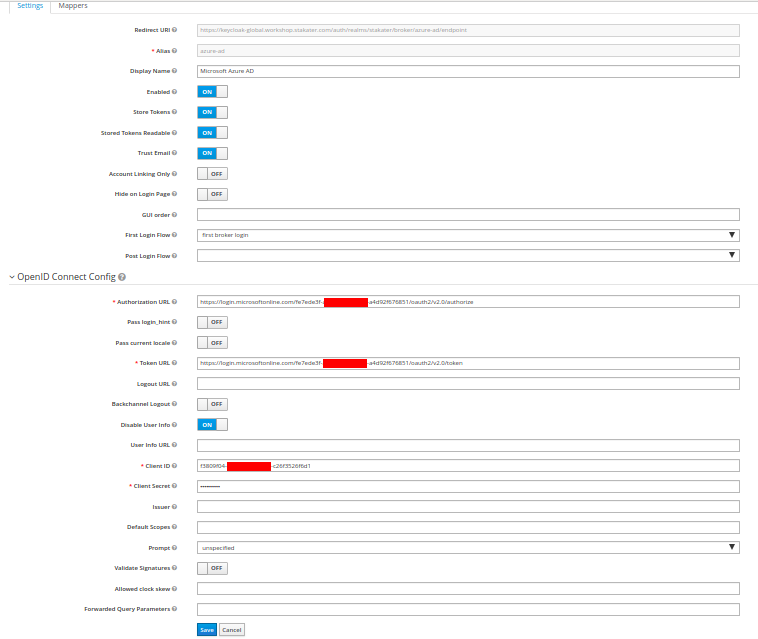 Settings Mappers
Redirect URI https://keycloak-global.workshop.stakater.com/auth/realms/stakater/broker/azure-ad/endpoint
* Alias azure-ad
Display Name Microsoft Azure AD
Enabled ON
Store Tokens ON
Stored Tokens Readable ON
Trust Email ON
Account Linking Only OFF
Hide on Login Page OFF
GUI order
First Login Flow first broker login
Post Login Flow
OpenID Connect Config
* Authorization URL https://login.microsoftonline.com/fe7ede3f- -a4d92f676851/oauth2/v2.0/authorize
Pass login_hint OFF
Pass current locale OFF
* Token URL https://login.microsoftonline.com/fe7ede3f- -a4d92f676851/oauth2/v2.0/token
Logout URL
Backchannel Logout OFF
Disable User Info ON
User Info URL
* Client ID f3809f04- -c26f3526f6d1
* Client Secret
Issuer
Default Scopes
Prompt unspecified
Validate Signatures OFF
Allowed clock skew
Forwarded Query Parameters
Save Cancel